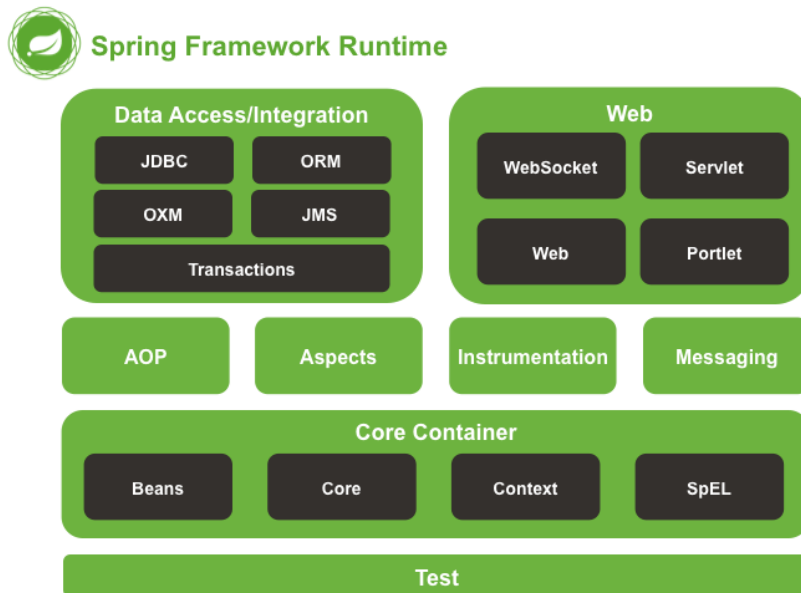 Spring Framework Runtime
Data Access/Integration
JDBC
ORM
OXM
JMS
Transactions
Web
WebSocket
Servlet
Web
Portlet
AOP
Aspects
Instrumentation
Messaging
Core Container
Beans
Core
Context
SpEL
Test